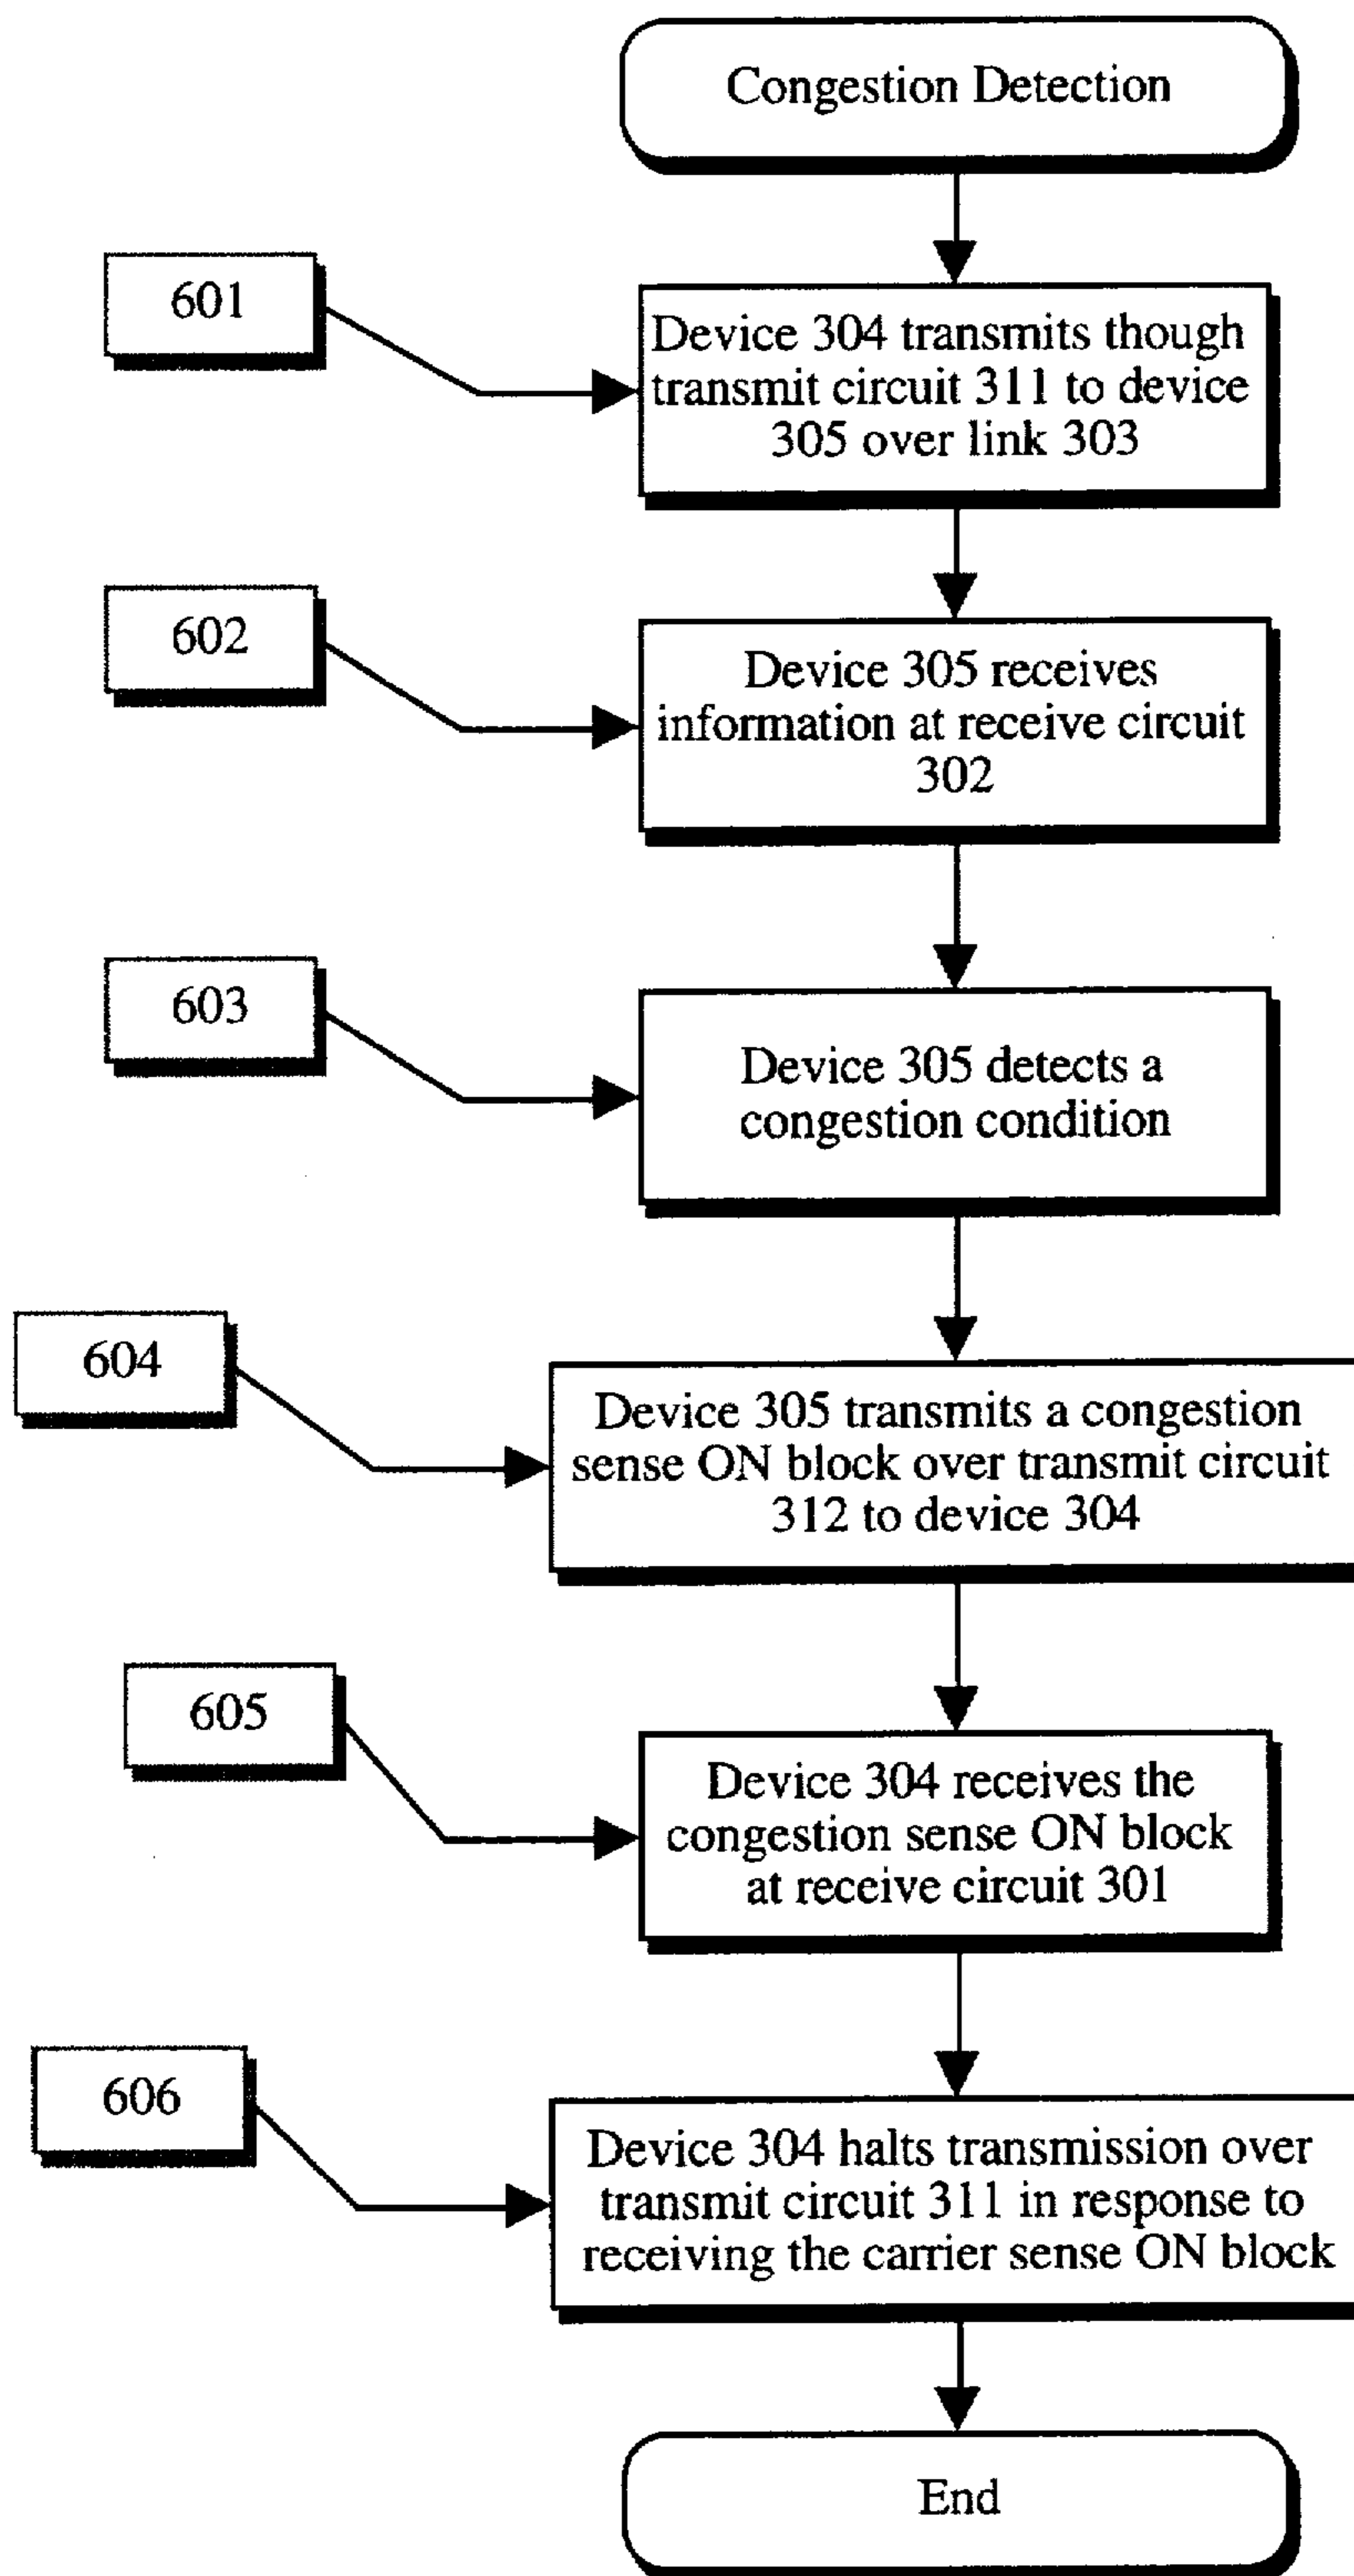 Congestion Detection
601
Device 304 transmits though
transmit circuit 311 to device
305 over link 303
602
Device 305 receives
information at receive circuit
302
603
Device 305 detects a
congestion condition
604
Device 305 transmits a congestion
sense ON block over transmit circuit
312 to device 304
605
Device 304 receives the
congestion sense ON block
at receive circuit 301
606
Device 304 halts transmission over
transmit circuit 311 in response to
receiving the carrier sense ON block
End